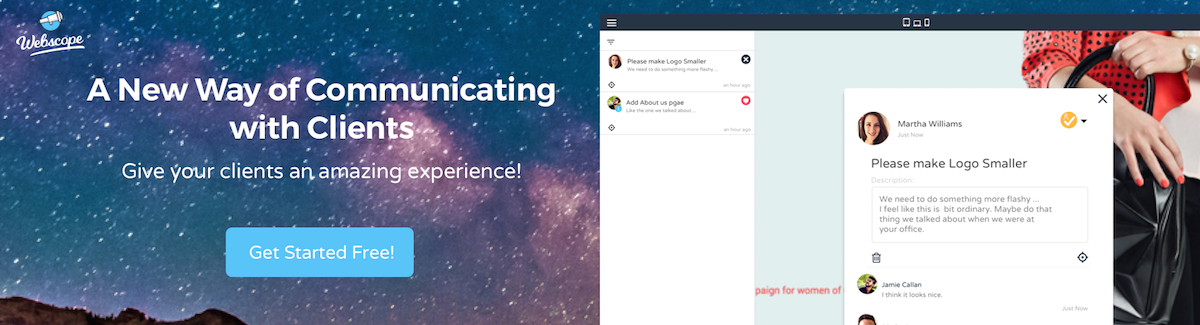 Webscope
A New Way of Communicating
with Clients
Give your clients an amazing experience!
Get Started Free!
Please make Logo Smaller
We need to do something more flashy ...
an hour ago
Add About us pgae
Like the one we talked about...
an hour ago
Martha Williams
Just Now
Please make Logo Smaller
Description:
We need to do something more flashy ...
I feel like this is bit ordinary. Maybe do that
thing we talked about when we were at
your office.
paign for women of
Jamie Callan
I think it looks nice.
Just Now